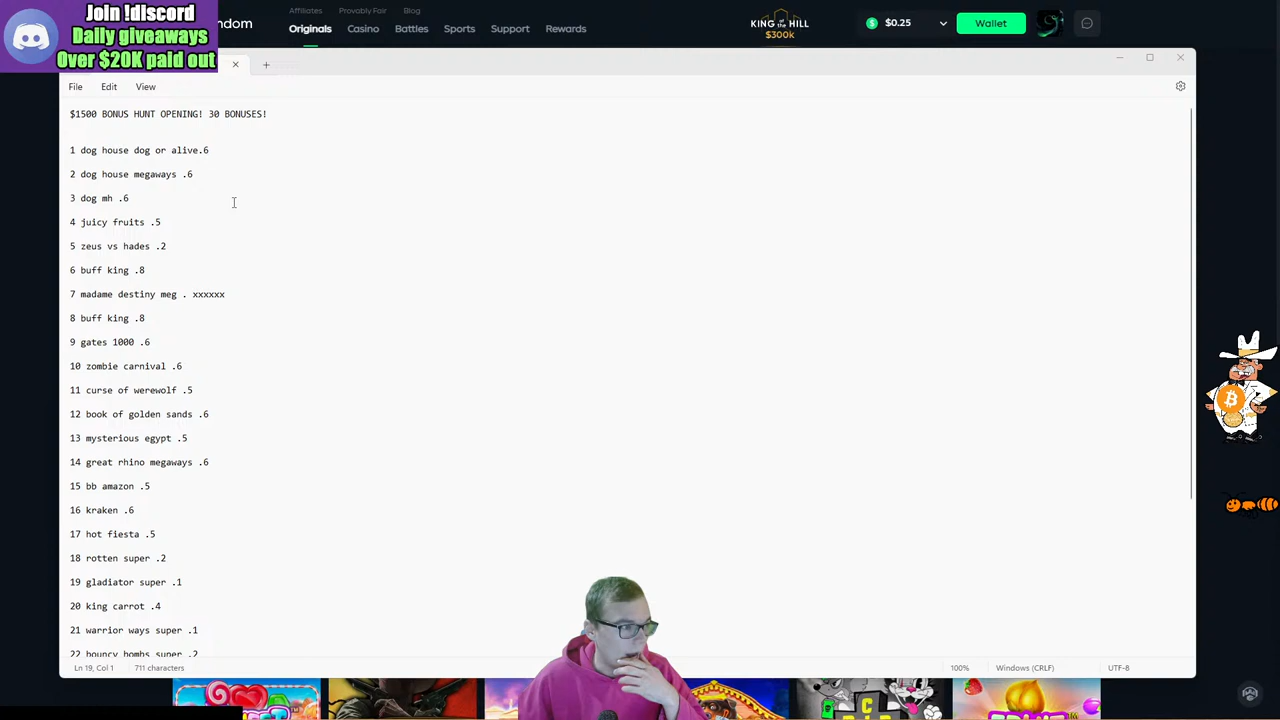 Join !discord
Daily giveaways
Over $20K paid out
ndom
Affiliates
Provably Fair
Blog
Originals
Casino
Battles
Sports
Support
Rewards
KING of the HILL
$300k
$0.25
Wallet
File
Edit
View
$1500 BONUS HUNT OPENING! 30 BONUSES!
1 dog house dog or alive.6
2 dog house megaways .6
3 dog mh .6
4 juicy fruits .5
5 zeus vs hades .2
6 buff king .8
7 madame destiny meg . xxxxxx
8 buff king .8
9 gates 1000 .6
10 zombie carnival .6
11 curse of werewolf .5
12 book of golden sands .6
13 mysterious egypt .5
14 great rhino megaways .6
15 bb amazon .5
16 kraken .6
17 hot fiesta .5
18 rotten super .2
19 gladiator super .1
20 king carrot .4
21 warrior ways super .1
22 bouncy bombs super .2
Ln 19, Col 1
711 characters
100%
Windows (CRLF)
UTF-8